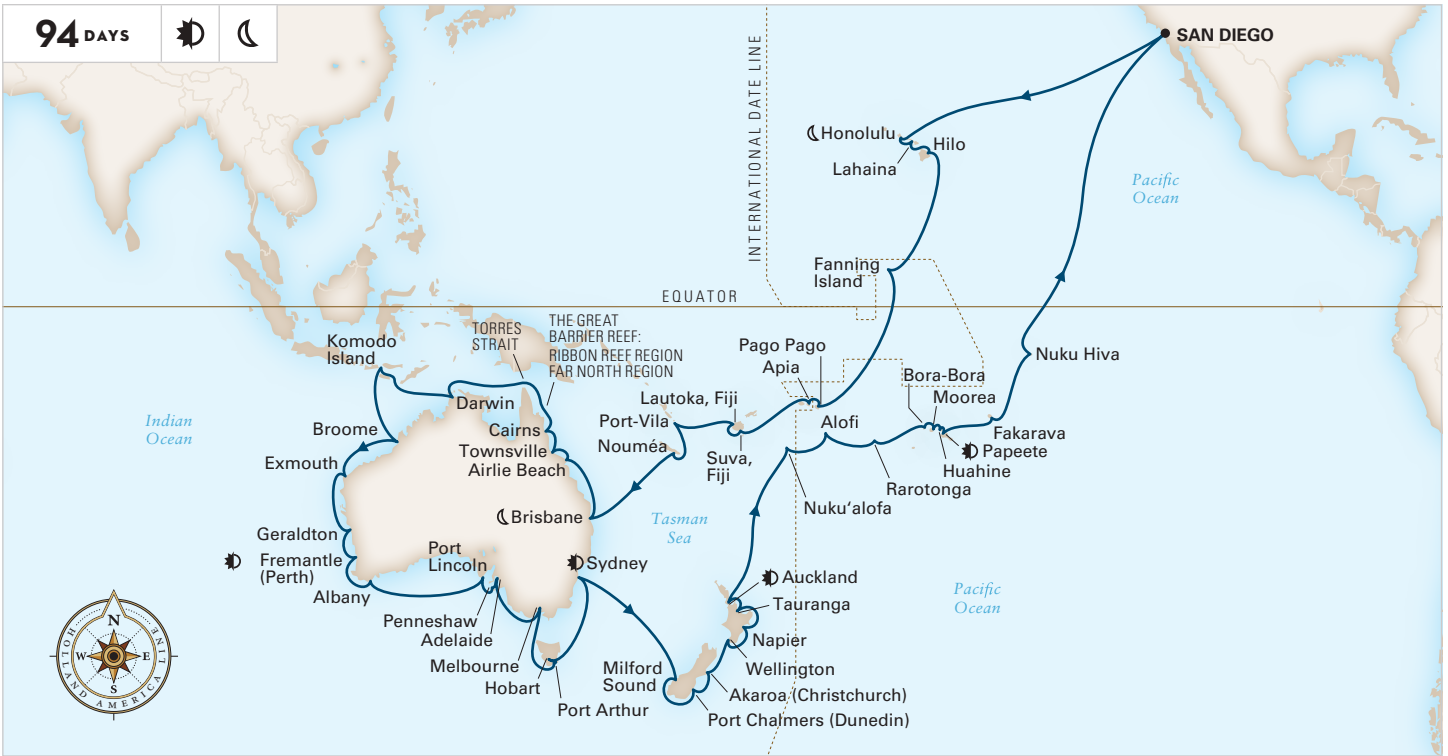 94 DAYS
SAN DIEGO
INTERNATIONAL DATE LINE
Honolulu
Hilo
Lahaina
Pacific
Ocean
Fanning
Island
EQUATOR
TORRES
STRAIT
THE GREAT
BARRIER REEF:
RIBBON REEF REGION
FAR NORTH REGION
Komodo
Island
Pago Pago
Apia
Nuku Hiva
Bora-Bora
Moorea
Lautoka, Fiji
Darwin
Port-Vila
Alofi
Indian
Ocean
Broome
Cairns
Nouméa
Fakarava
Townsville
Papeete
Suva,
Fiji
Exmouth
Airlie Beach
Huahine
Rarotonga
Nuku‘alofa
Brisbane
Tasman
Sea
Geraldton
Port
Lincoln
Fremantle
(Perth)
Sydney
Auckland
Albany
Tauranga
Pacific
Ocean
Penneshaw
Adelaide
Napier
Melbourne
Wellington
Milford
Sound
Hobart
Akaroa (Christchurch)
Port Arthur
Port Chalmers (Dunedin)
N
W
E
S
HOLLAND AMERICA LINE